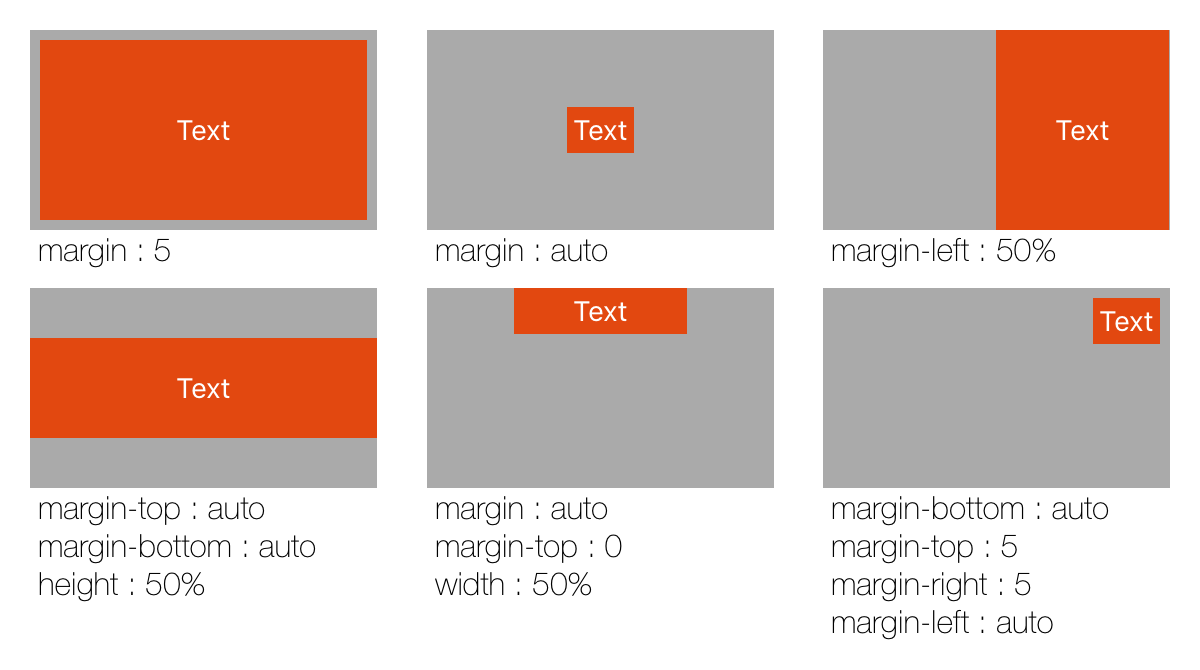 Text
margin : 5
Text
margin : auto
Text
margin-left : 50%
Text
margin-top : auto
margin-bottom : auto
height : 50%
Text
margin : auto
margin-top : 0
width : 50%
Text
margin-bottom : auto
margin-top : 5
margin-right : 5
margin-left : auto